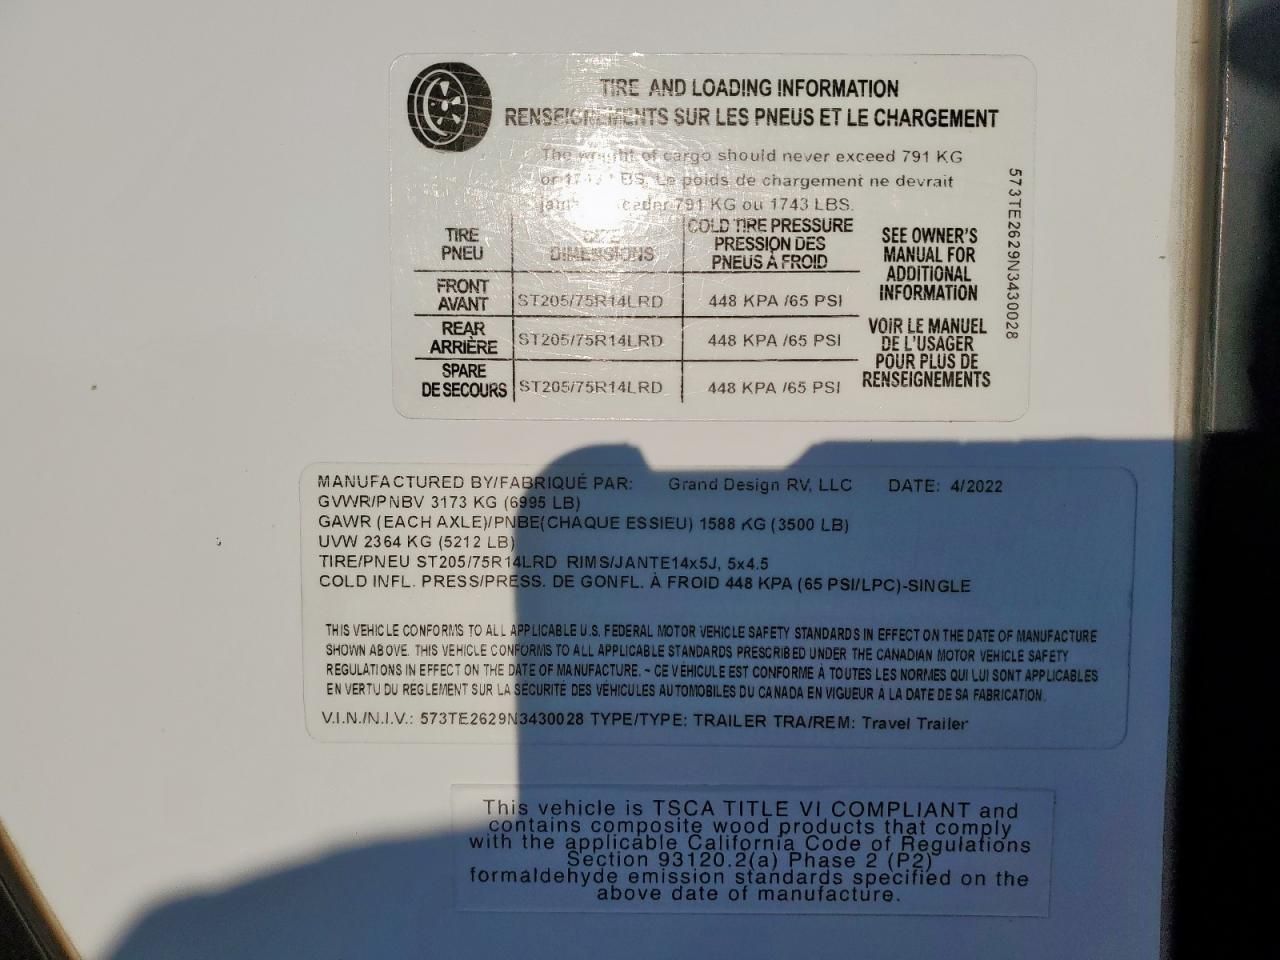 TIRE AND LOADING INFORMATION
RENSEIGNEMENTS SUR LES PNEUS ET LE CHARGEMENT
The weight of cargo should never exceed 791 KG
or LBS. Le poids de chargement ne devrait
791 KG ou 1743 LBS.
TIRE PNEU
SIZE DIMENSIONS
COLD TIRE PRESSURE PRESSION DES PNEUS À FROID
SEE OWNER'S MANUAL FOR ADDITIONAL INFORMATION
FRONT AVANT ST205/75R14LRD 448 KPA /65 PSI
REAR ARRIÈRE ST205/75R14LRD 448 KPA /65 PSI
SPARE DE SECOURS ST205/75R14LRD 448 KPA /65 PSI
VOIR LE MANUEL DE L'USAGER POUR PLUS DE RENSEIGNEMENTS
573TE2629N3430028
MANUFACTURED BY/FABRIQUÉ PAR: Grand Design RV, LLC DATE: 4/2022
GVWR/PNBV 3173 KG (6995 LB)
GAWR (EACH AXLE)/PNBE(CHAQUE ESSIEU) 1588 KG (3500 LB)
UVW 2364 KG (5212 LB)
TIRE/PNEU ST205/75R14LRD RIMS/JANTE14x5J, 5x4.5
COLD INFL. PRESS/PRESS. DE GONFL. À FROID 448 KPA (65 PSI/LPC)-SINGLE
THIS VEHICLE CONFORMS TO ALL APPLICABLE U.S. FEDERAL MOTOR VEHICLE SAFETY STANDARDS IN EFFECT ON THE DATE OF MANUFACTURE
SHOWN ABOVE. THIS VEHICLE CONFORMS TO ALL APPLICABLE STANDARDS PRESCRIBED UNDER THE CANADIAN MOTOR VEHICLE SAFETY
REGULATIONS IN EFFECT ON THE DATE OF MANUFACTURE. ~ CE VÉHICULE EST CONFORME À TOUTES LES NORMES QUI LUI SONT APPLICABLES
EN VERTU DU REGLEMENT SUR LA SÉCURITÉ DES VÉHICULES AUTOMOBILES DU CANADA EN VIGUEUR À LA DATE DE SA FABRICATION.
V.I.N./N.I.V.: 573TE2629N3430028 TYPE/TYPE: TRAILER TRA/REM: Travel Trailer
This vehicle is TSCA TITLE VI COMPLIANT and
contains composite wood products that comply
with the applicable California Code of Regulations
Section 93120.2(a) Phase 2 (P2)
formaldehyde emission standards specified on the
above date of manufacture.